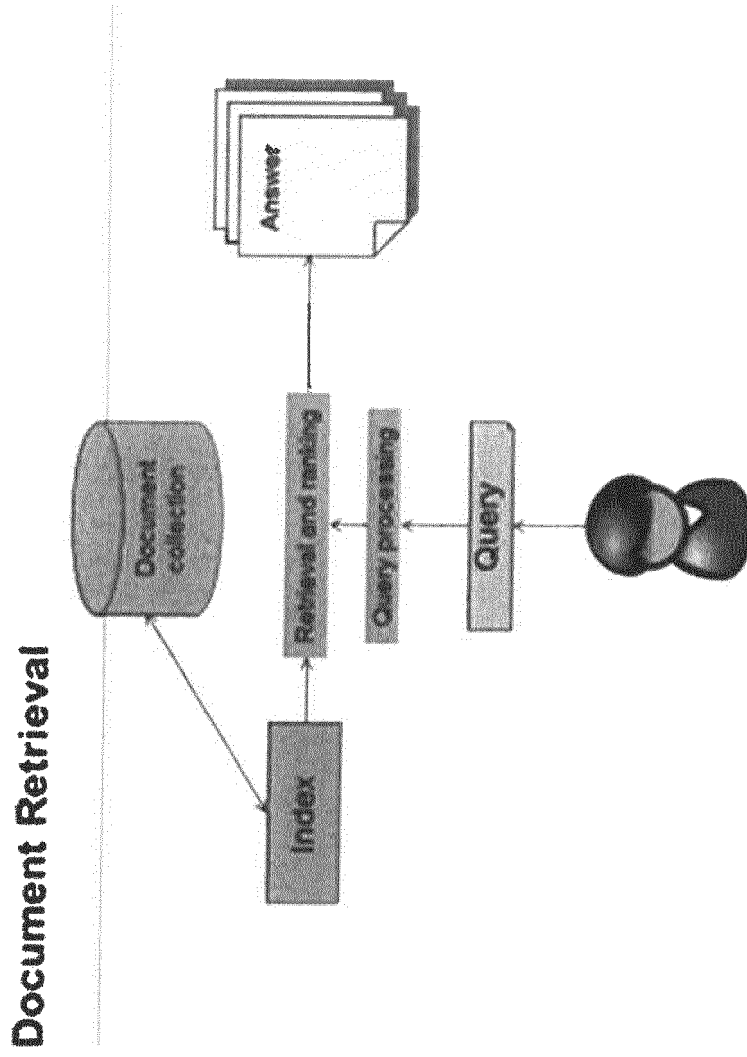 Document Retrieval
Document
collection
Index
Retrieval and ranking
Answer
Query processing
Query